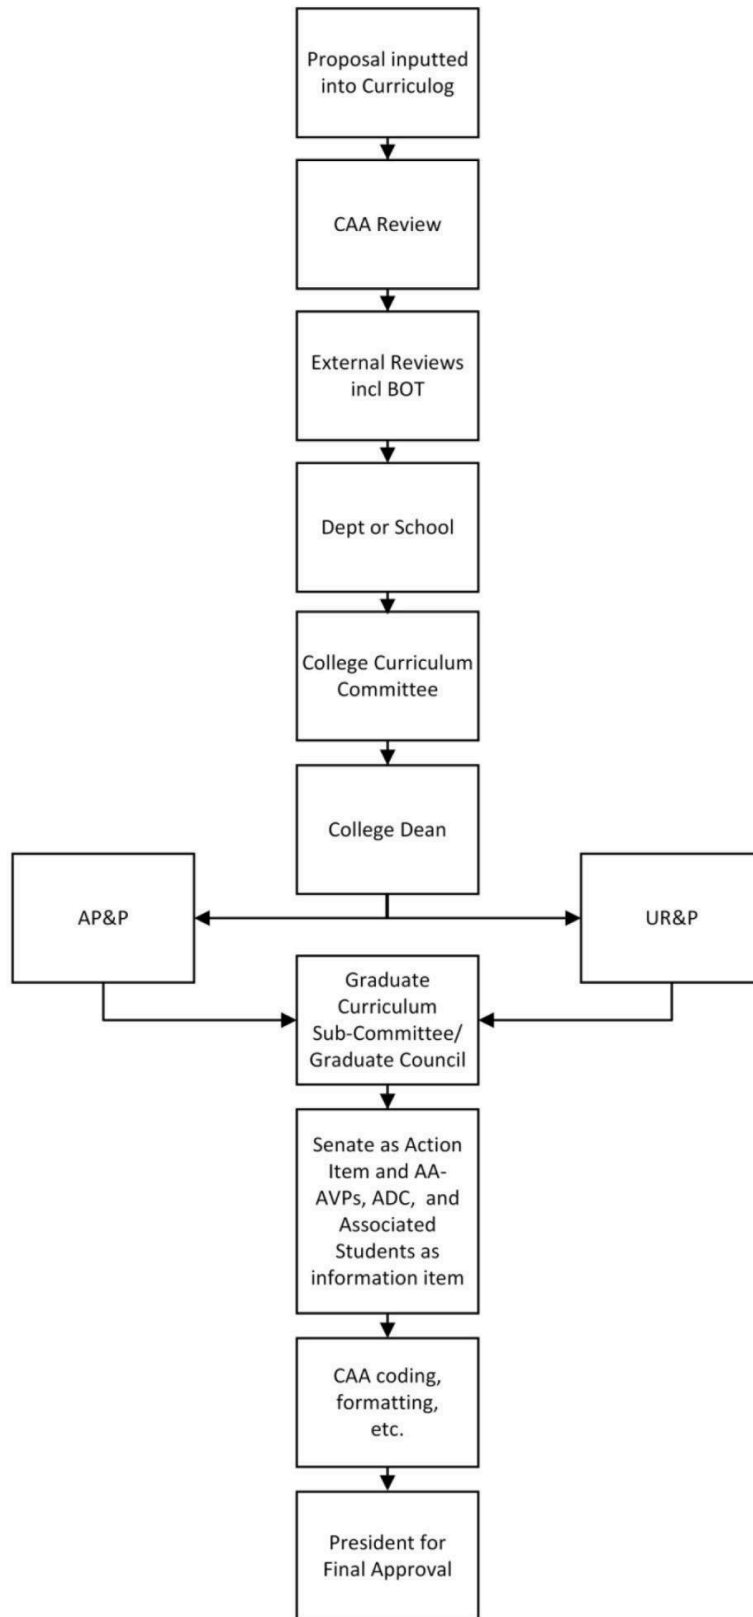 Proposal inputted
into Curriculog
CAA Review
External Reviews
incl BOT
Dept or School
College Curriculum
Committee
College Dean
AP&P
UR&P
Graduate
Curriculum
Sub-Committee/
Graduate Council
Senate as Action
Item and AA-
AVPs, ADC,  and
Associated
Students as
information item
CAA coding,
formatting,
etc.
President for
Final Approval